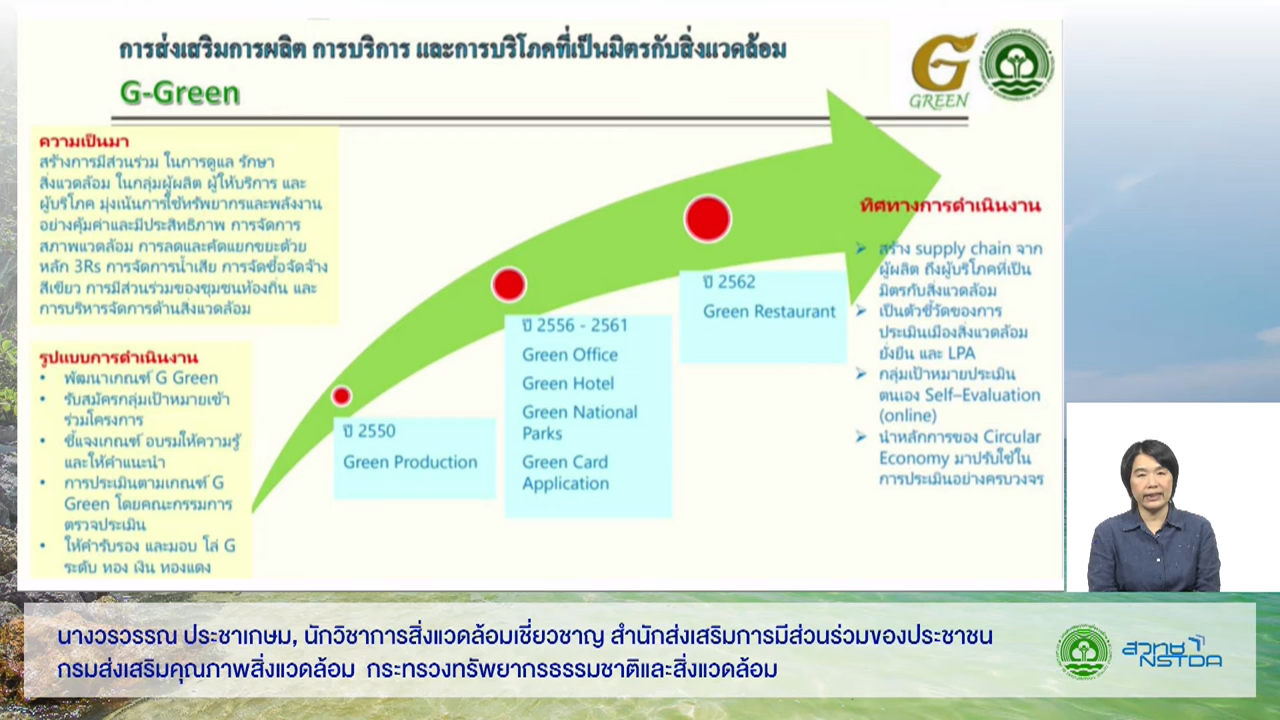 การส่งเสริมการผลิต การบริการ และการบริโภคที่เป็นมิตรกับสิ่งแวดล้อม
G-Green
G
GREEN
ความเป็นมา
สร้างการมีส่วนร่วม ในการดูแล รักษา
สิ่งแวดล้อม ในกลุ่มผู้ผลิต ผู้ให้บริการ และ
ผู้บริโภค มุ่งเน้นการใช้ทรัพยากรและพลังงาน
อย่างคุ้มค่าและมีประสิทธิภาพ การจัดการ
สภาพแวดล้อม การลดและคัดแยกขยะด้วย
หลัก 3Rs การจัดการน้ำเสีย การจัดซื้อจัดจ้าง
สีเขียว การมีส่วนร่วมของชุมชนท้องถิ่น และ
การบริหารจัดการด้านสิ่งแวดล้อม
รูปแบบการดำเนินงาน
• พัฒนาเกณฑ์ G Green
• รับสมัครกลุ่มเป้าหมายเข้า
ร่วมโครงการ
• ชี้แจงเกณฑ์ อบรมให้ความรู้
และให้คำแนะนำ
• การประเมินตามเกณฑ์ G
Green โดยคณะกรรมการ
ตรวจประเมิน
• ให้คำรับรอง และมอบ โล่ G
ระดับ ทอง เงิน ทองแดง
ปี 2550
Green Production
ปี 2556 - 2561
Green Office
Green Hotel
Green National
Parks
Green Card
Application
ปี 2562
Green Restaurant
ทิศทางการดำเนินงาน
➢ สร้าง supply chain จาก
ผู้ผลิต ถึงผู้บริโภคที่เป็น
มิตรกับสิ่งแวดล้อม
➢ เป็นตัวชี้วัดของการ
ประเมินเมืองสิ่งแวดล้อม
ยั่งยืน และ LPA
➢ กลุ่มเป้าหมายประเมิน
ตนเอง Self–Evaluation
(online)
➢ นำหลักการของ Circular
Economy มาปรับใช้ใน
การประเมินอย่างครบวงจร
นางวรวรรณ ประชาเกษม, นักวิชาการสิ่งแวดล้อมเชี่ยวชาญ สำนักส่งเสริมการมีส่วนร่วมของประชาชน
กรมส่งเสริมคุณภาพสิ่งแวดล้อม กระทรวงทรัพยากรธรรมชาติและสิ่งแวดล้อม
สวทช
NSTDA